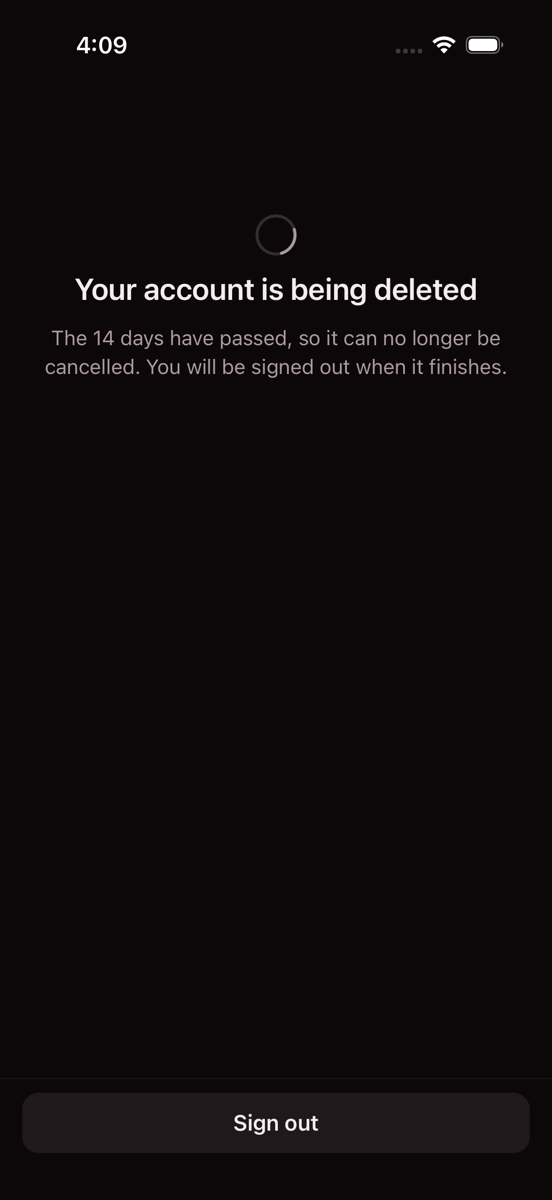 4:09
Your account is being deleted
The 14 days have passed, so it can no longer be
cancelled. You will be signed out when it finishes.
Sign out